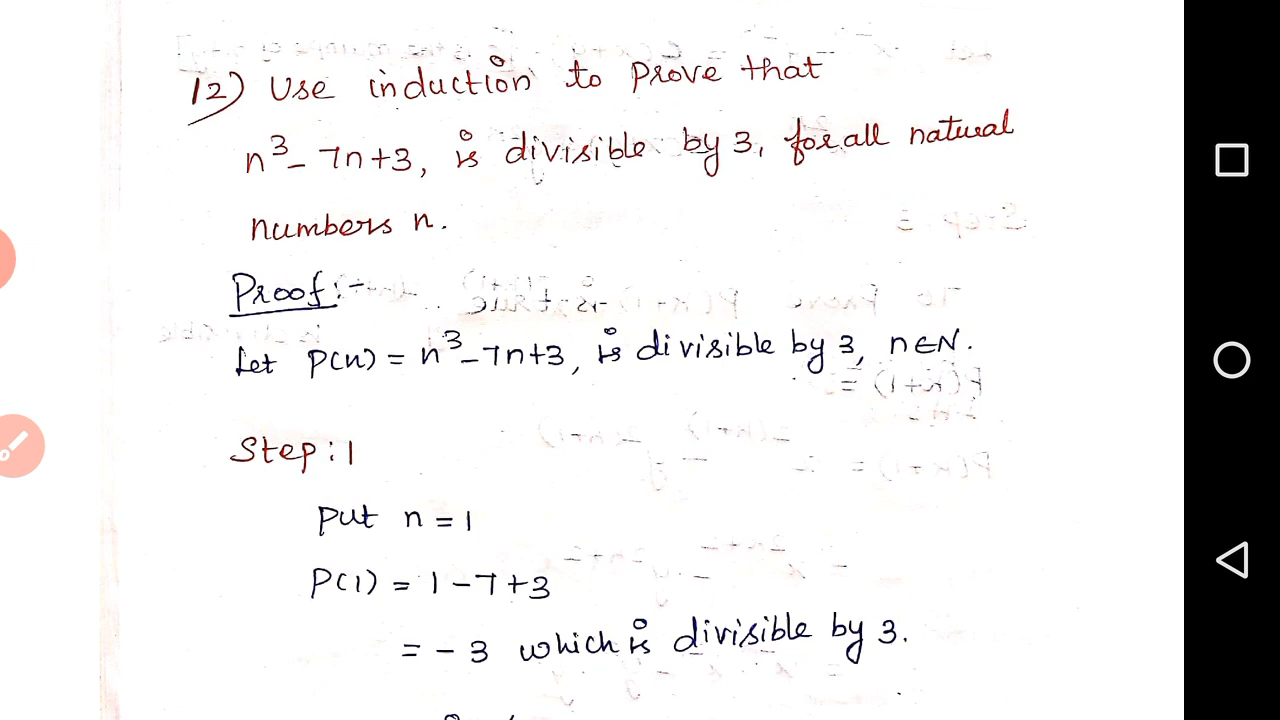 12) Use induction to prove that
n³ - 7n + 3, is divisible by 3, for all natural
numbers n.
Proof :-
Let P(n) = n³ - 7n + 3, is divisible by 3, n ∈ N.
Step : 1
Put n = 1
P(1) = 1 - 7 + 3
= - 3 which is divisible by 3.